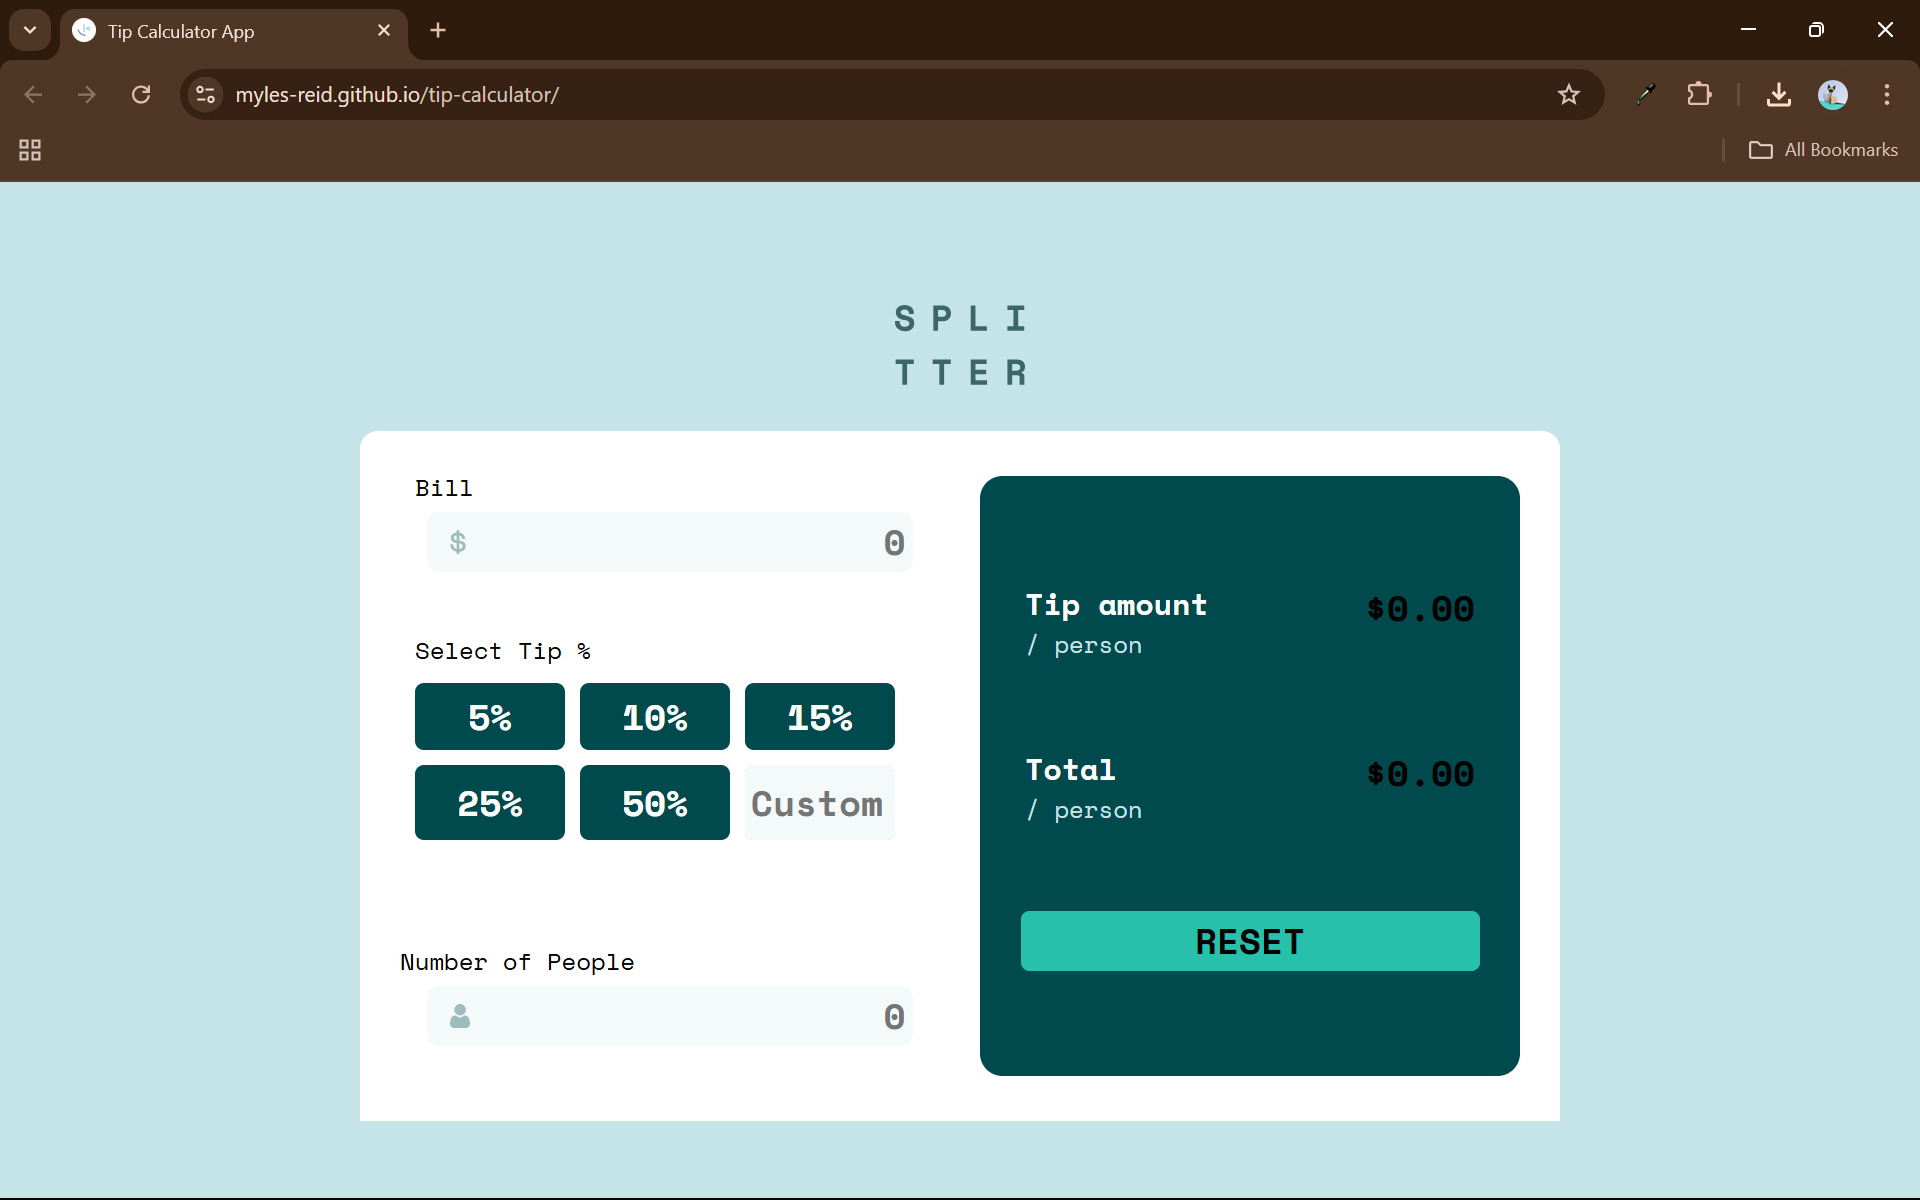 Tip Calculator App
myles-reid.github.io/tip-calculator/
All Bookmarks
SPLI
TTER
Bill
$ 0
Select Tip %
5% 10% 15%
25% 50% Custom
Number of People
0
Tip amount $0.00
/ person
Total $0.00
/ person
RESET